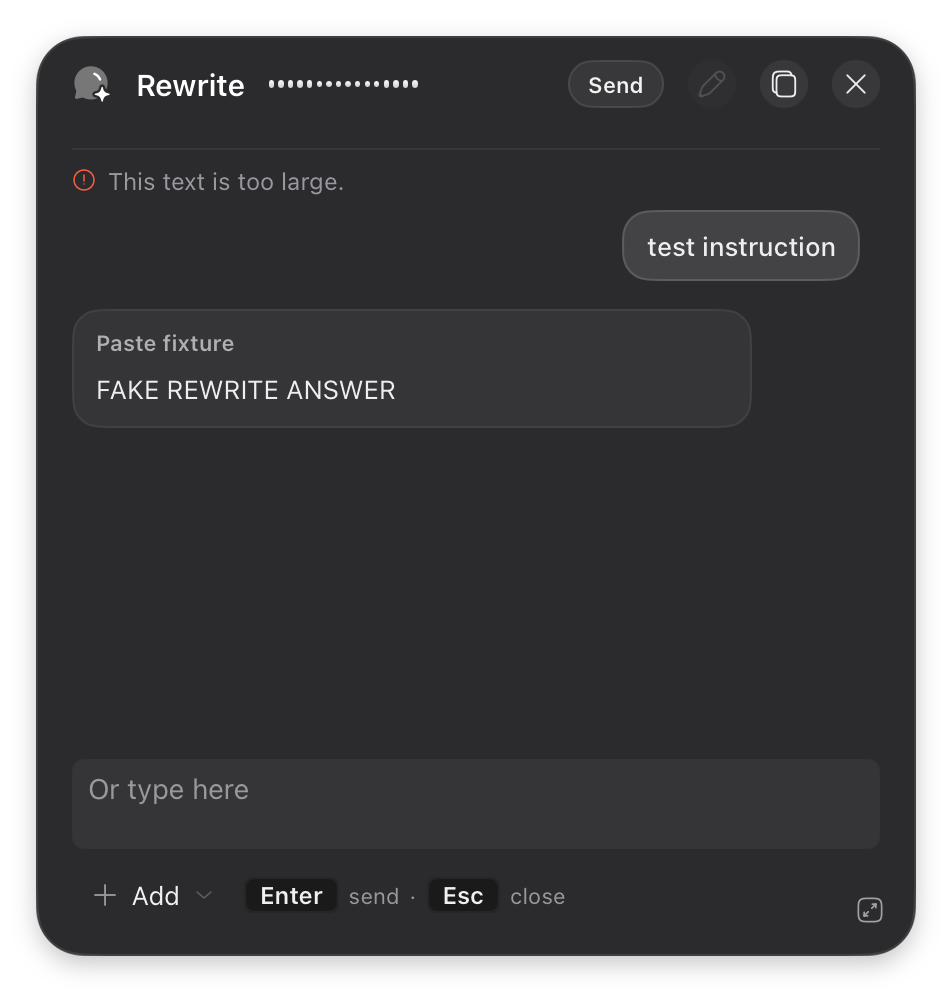 Rewrite
Send
This text is too large.
test instruction
Paste fixture
FAKE REWRITE ANSWER
Or type here
Add Enter send · Esc close